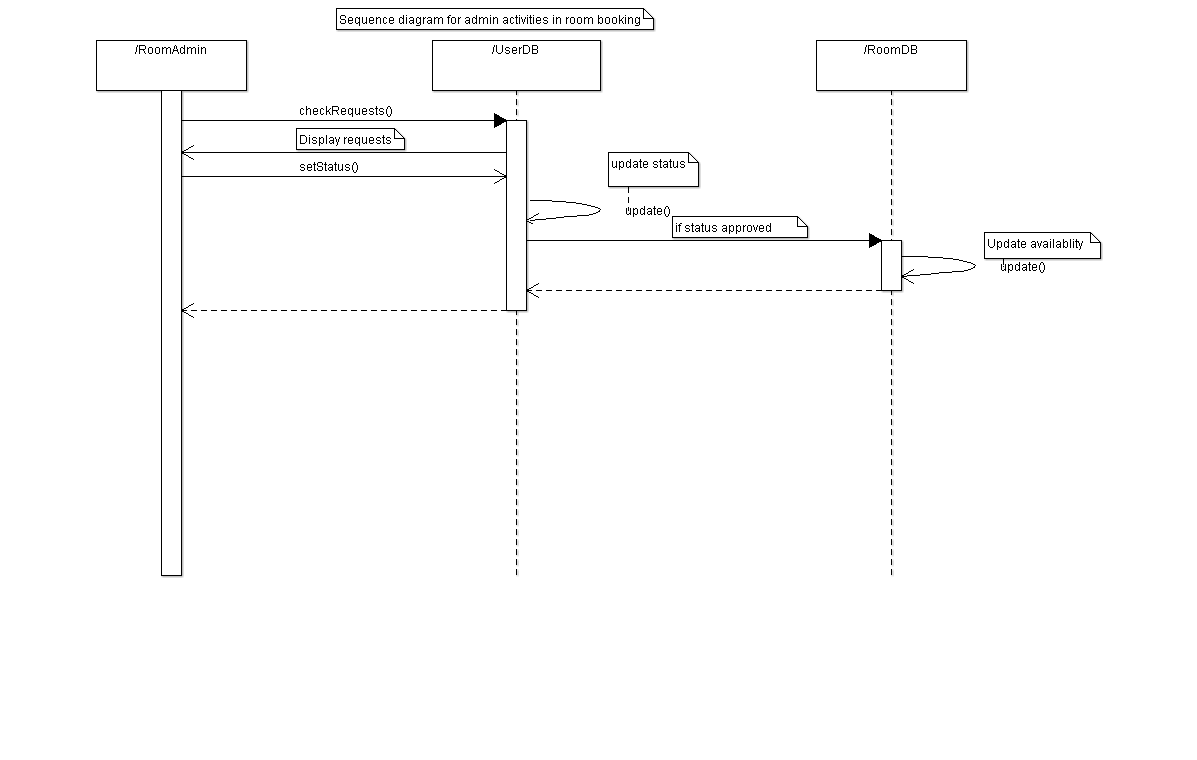 Sequence diagram for admin activities in room booking
/RoomAdmin
/UserDB
/RoomDB
checkRequests()
Display requests
setStatus()
update status
update()
if status approved
Update availablity
update()